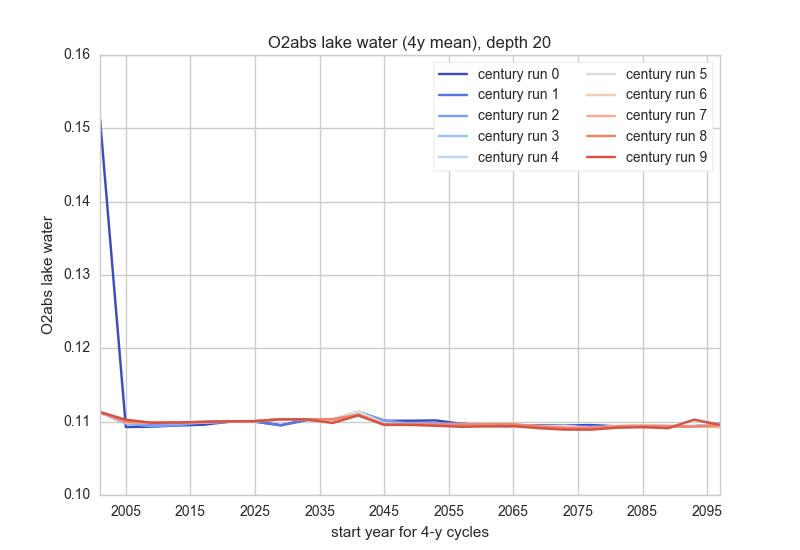 O2abs lake water (4y mean), depth 20
0.16
0.15
0.14
0.13
0.12
0.11
0.10
O2abs lake water
century run 0
century run 1
century run 2
century run 3
century run 4
century run 5
century run 6
century run 7
century run 8
century run 9
2005 2015 2025 2035 2045 2055 2065 2075 2085 2095
start year for 4-y cycles